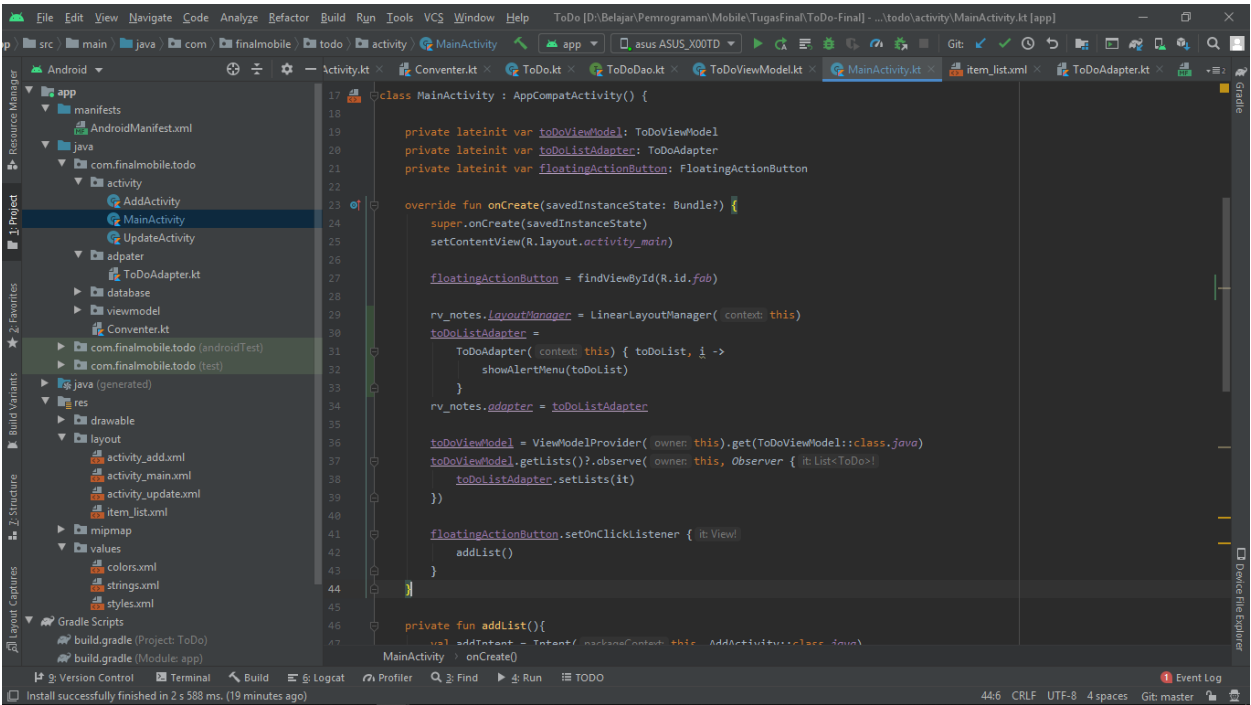 File Edit View Navigate Code Analyze Refactor Build Run Tools VCS Window Help ToDo [D:\Belajar\Pemrograman\Mobile\TugasFinal\ToDo-Final] - ...\todo\activity\MainActivity.kt [app]
src main java com finalmobile todo activity MainActivity app asus ASUS_X00TD Git:
Android
Activity.kt Conventer.kt ToDo.kt ToDoDao.kt ToDoViewModel.kt MainActivity.kt item_list.xml ToDoAdapter.kt
Resource Manager
1: Project
2: Favorites
Build Variants
7: Structure
Layout Captures
app
manifests
AndroidManifest.xml
java
com.finalmobile.todo
activity
AddActivity
MainActivity
UpdateActivity
adpater
ToDoAdapter.kt
database
viewmodel
Conventer.kt
com.finalmobile.todo (androidTest)
com.finalmobile.todo (test)
java (generated)
res
drawable
layout
activity_add.xml
activity_main.xml
activity_update.xml
item_list.xml
mipmap
values
colors.xml
strings.xml
styles.xml
Gradle Scripts
build.gradle (Project: ToDo)
build.gradle (Module: app)
17 class MainActivity : AppCompatActivity() {
18
19 private lateinit var toDoViewModel: ToDoViewModel
20 private lateinit var toDoListAdapter: ToDoAdapter
21 private lateinit var floatingActionButton: FloatingActionButton
22
23 override fun onCreate(savedInstanceState: Bundle?) {
24 super.onCreate(savedInstanceState)
25 setContentView(R.layout.activity_main)
26
27 floatingActionButton = findViewById(R.id.fab)
28
29 rv_notes.layoutManager = LinearLayoutManager( context: this)
30 toDoListAdapter =
31 ToDoAdapter( context: this) { toDoList, i ->
32 showAlertMenu(toDoList)
33 }
34 rv_notes.adapter = toDoListAdapter
35
36 toDoViewModel = ViewModelProvider( owner: this).get(ToDoViewModel::class.java)
37 toDoViewModel.getLists()?.observe( owner: this, Observer { it: List<ToDo>!
38 toDoListAdapter.setLists(it)
39 })
40
41 floatingActionButton.setOnClickListener { it: View!
42 addList()
43 }
44 }
45
46 private fun addList(){
47 val addIntent = Intent( packageContext: this, AddActivity::class.java)
MainActivity > onCreate()
Gradle
Device File Explorer
9: Version Control Terminal Build 6: Logcat Profiler 3: Find 4: Run TODO 1 Event Log
Install successfully finished in 2 s 588 ms. (19 minutes ago) 44:6 CRLF UTF-8 4 spaces Git: master